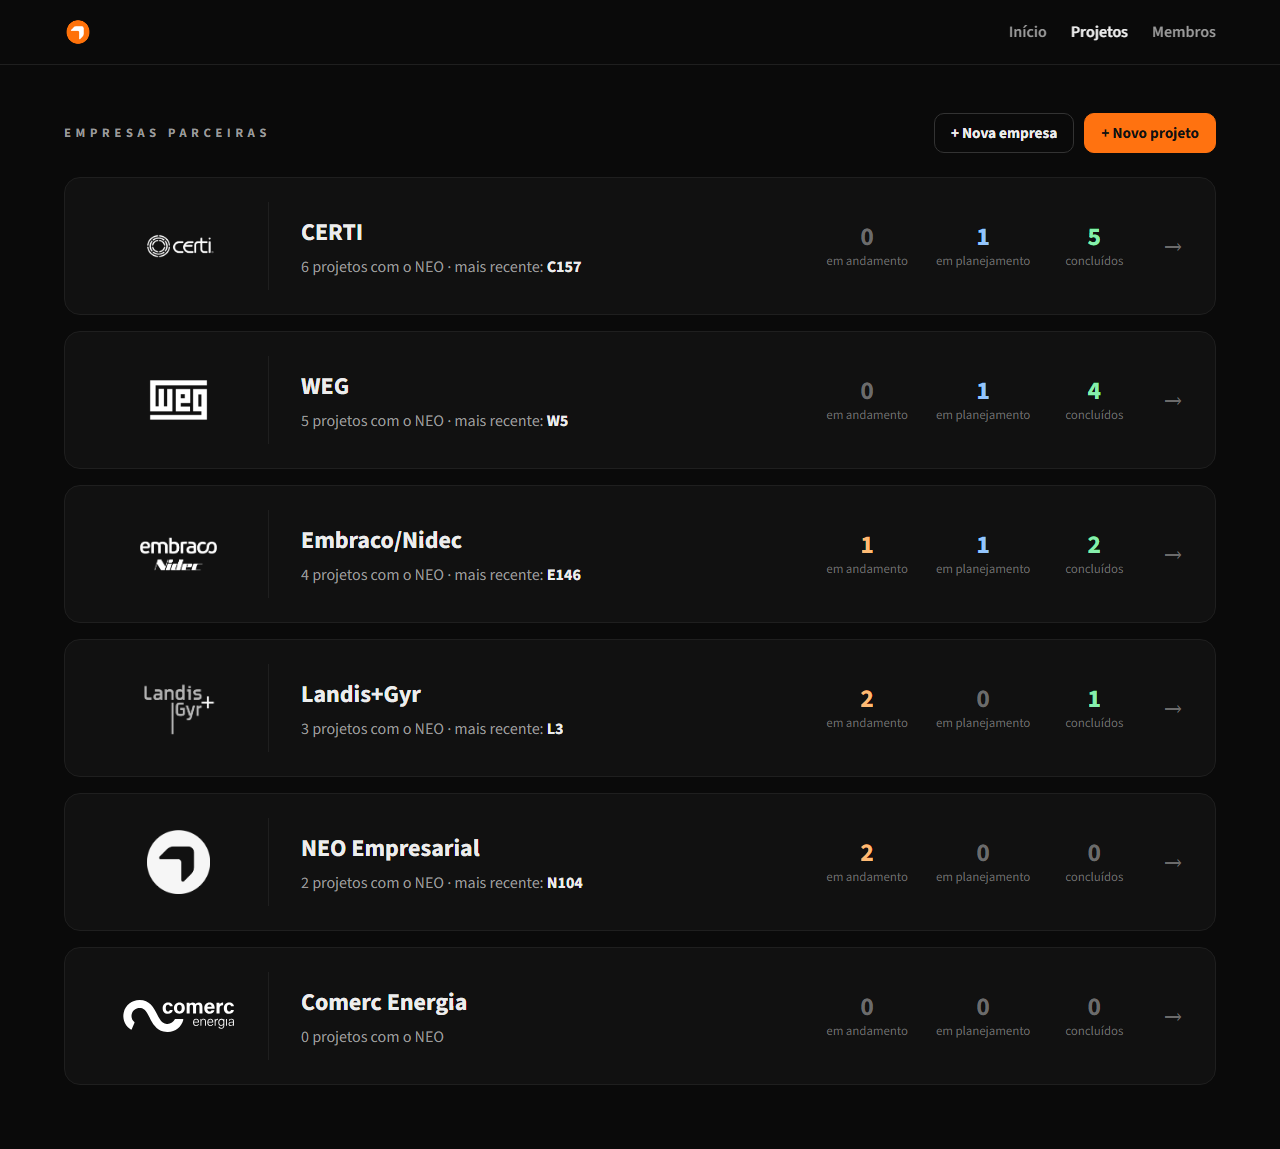 Início Projetos Membros
EMPRESAS PARCEIRAS
+ Nova empresa
+ Novo projeto
certi
CERTI
6 projetos com o NEO · mais recente: C157
0 em andamento
1 em planejamento
5 concluídos
→
weg
WEG
5 projetos com o NEO · mais recente: W5
0 em andamento
1 em planejamento
4 concluídos
→
embraco
Nidec
Embraco/Nidec
4 projetos com o NEO · mais recente: E146
1 em andamento
1 em planejamento
2 concluídos
→
Landis
Gyr+
Landis+Gyr
3 projetos com o NEO · mais recente: L3
2 em andamento
0 em planejamento
1 concluídos
→
NEO Empresarial
2 projetos com o NEO · mais recente: N104
2 em andamento
0 em planejamento
0 concluídos
→
comerc
energia
Comerc Energia
0 projetos com o NEO
0 em andamento
0 em planejamento
0 concluídos
→